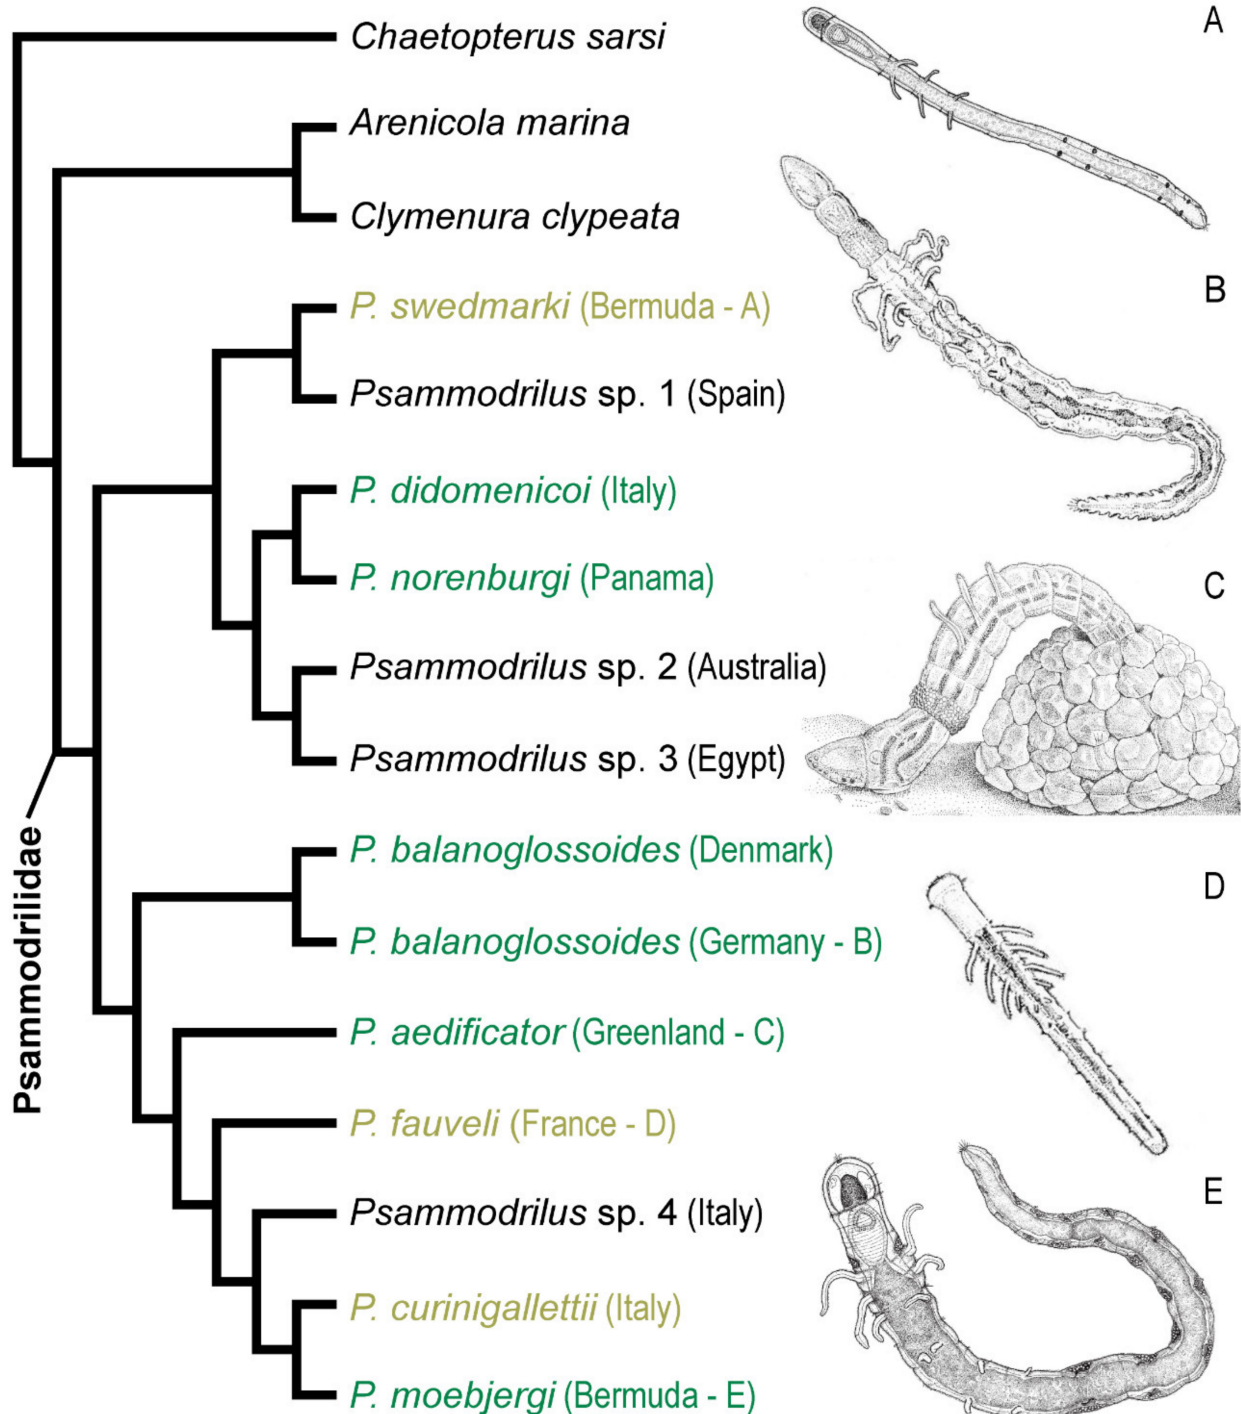 Chaetopterus sarsi
A
Arenicola marina
Clymenura clypeata
B
P. swedmarki (Bermuda - A)
Psammodrilus sp. 1 (Spain)
P. didomenicoi (Italy)
P. norenburgi (Panama)
C
Psammodrilus sp. 2 (Australia)
Psammodrilus sp. 3 (Egypt)
Psammodrilidae
P. balanoglossoides (Denmark)
D
P. balanoglossoides (Germany - B)
P. aedificator (Greenland - C)
P. fauveli (France - D)
E
Psammodrilus sp. 4 (Italy)
P. curinigallettii (Italy)
P. moebjergi (Bermuda - E)